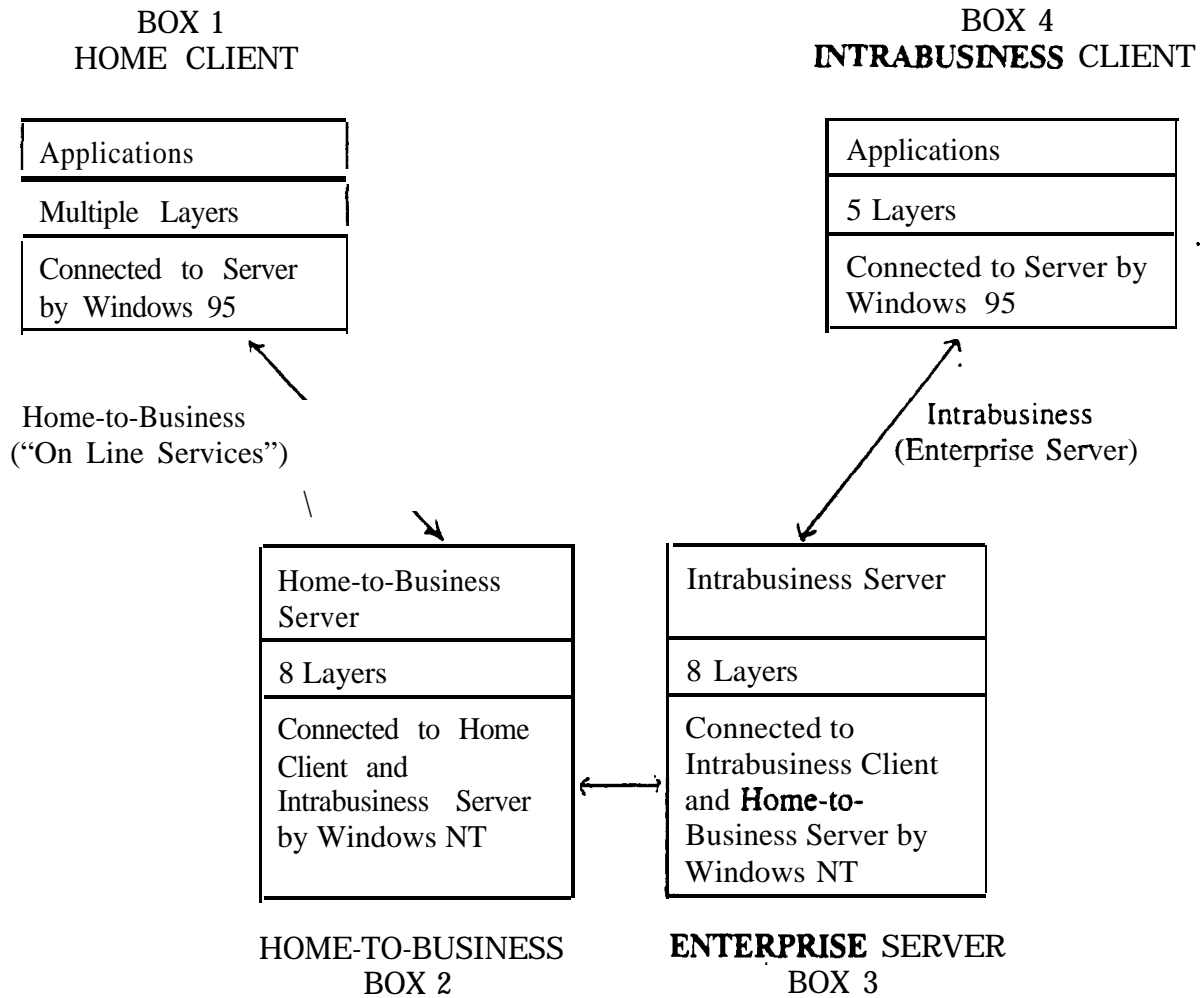 BOX 1
HOME CLIENT
Applications
Multiple Layers
Connected to Server
by Windows 95
BOX 4
INTRABUSINESS CLIENT
Applications
5 Layers
Connected to Server by
Windows 95
Home-to-Business
(“On Line Services”)
Intrabusiness
(Enterprise Server)
Home-to-Business
Server
8 Layers
Connected to Home
Client and
Intrabusiness Server
by Windows NT
HOME-TO-BUSINESS
BOX 2
Intrabusiness Server
8 Layers
Connected to
Intrabusiness Client
and Home-to-
Business Server by
Windows NT
ENTERPRISE SERVER
BOX 3